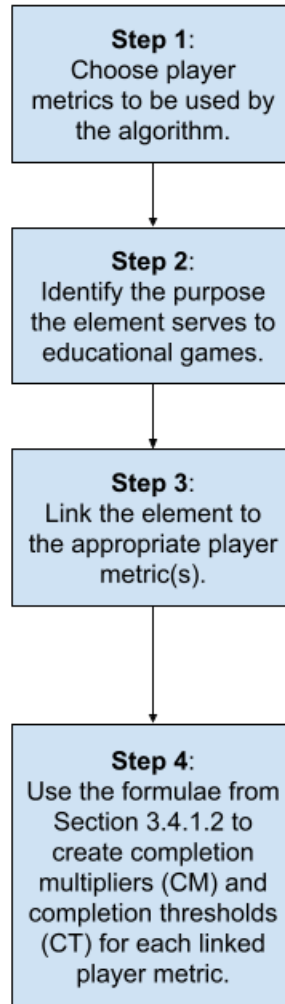 Step 1:
Choose player
metrics to be used by
the algorithm.
Step 2:
Identify the purpose
the element serves to
educational games.
Step 3:
Link the element to
the appropriate player
metric(s).
Step 4:
Use the formulae from
Section 3.4.1.2 to
create completion
multipliers (CM) and
completion thresholds
(CT) for each linked
player metric.